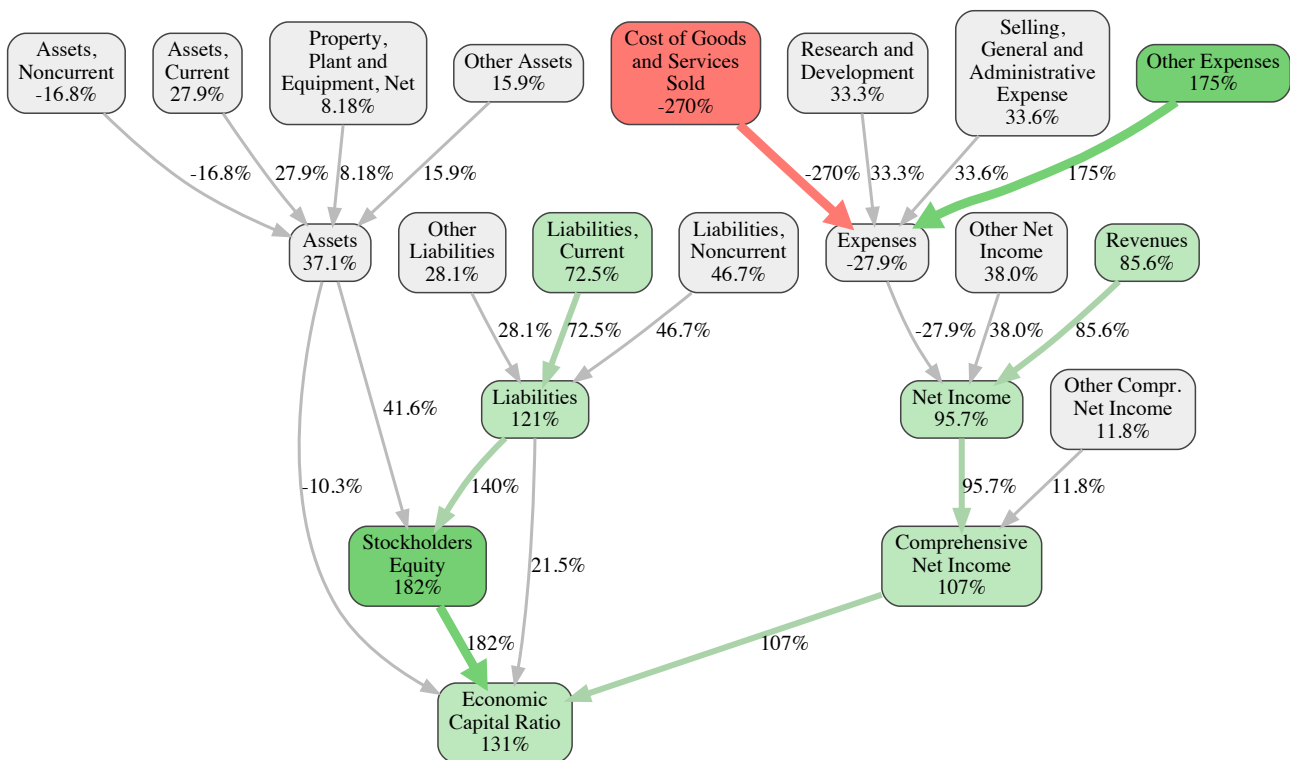 Assets,
Noncurrent
-16.8%
Assets,
Current
27.9%
Property,
Plant and
Equipment, Net
8.18%
Other Assets
15.9%
Cost of Goods
and Services
Sold
-270%
Research and
Development
33.3%
Selling,
General and
Administrative
Expense
33.6%
Other Expenses
175%
-16.8%
27.9%
8.18%
15.9%
-270%
33.3%
33.6%
175%
Assets
37.1%
Other
Liabilities
28.1%
Liabilities,
Current
72.5%
Liabilities,
Noncurrent
46.7%
Expenses
-27.9%
Other Net
Income
38.0%
Revenues
85.6%
28.1%
72.5%
46.7%
-27.9%
38.0%
85.6%
Liabilities
121%
Net Income
95.7%
Other Compr.
Net Income
11.8%
41.6%
-10.3%
140%
95.7%
11.8%
Stockholders
Equity
182%
21.5%
Comprehensive
Net Income
107%
182%
107%
Economic
Capital Ratio
131%